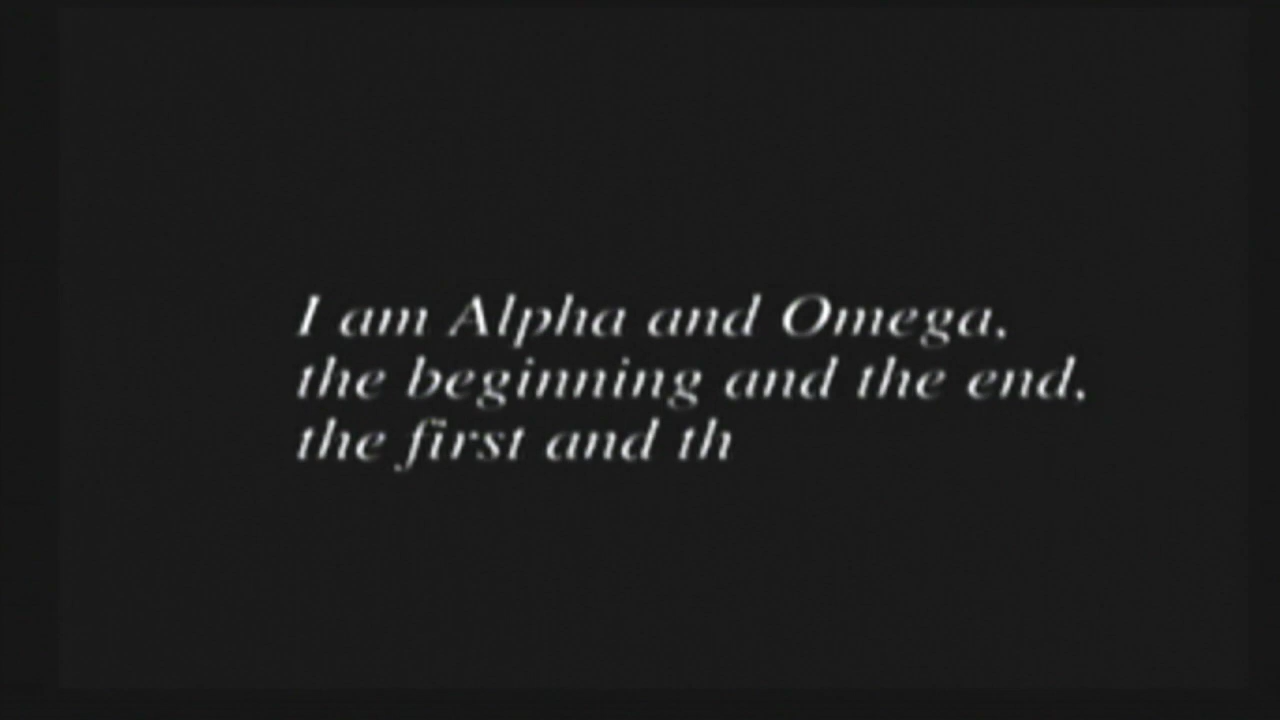 I am Alpha and Omega,
the beginning and the end,
the first and th